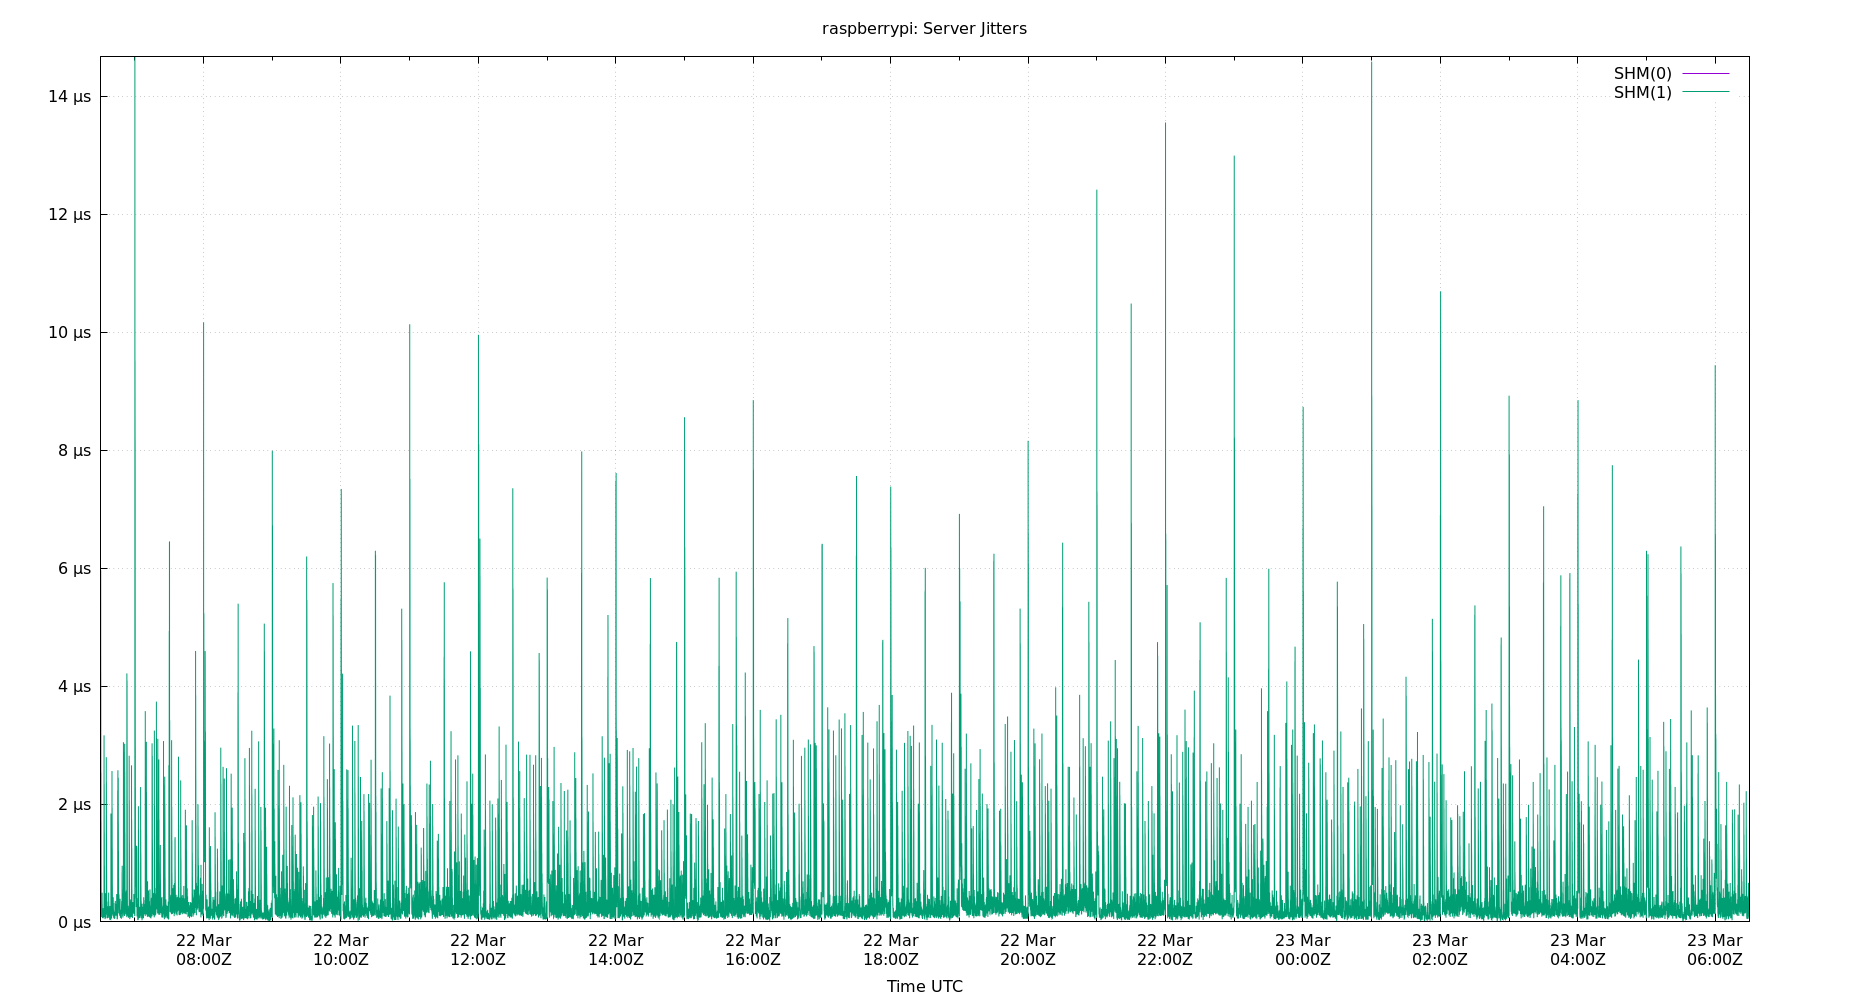 raspberrypi: Server Jitters
SHM(0)
SHM(1)
14 µs
12 µs
10 µs
8 µs
6 µs
4 µs
2 µs
0 µs
22 Mar 22 Mar 22 Mar 22 Mar 22 Mar 22 Mar 22 Mar 22 Mar 23 Mar 23 Mar 23 Mar 23 Mar
08:00Z 10:00Z 12:00Z 14:00Z 16:00Z 18:00Z 20:00Z 22:00Z 00:00Z 02:00Z 04:00Z 06:00Z
Time UTC